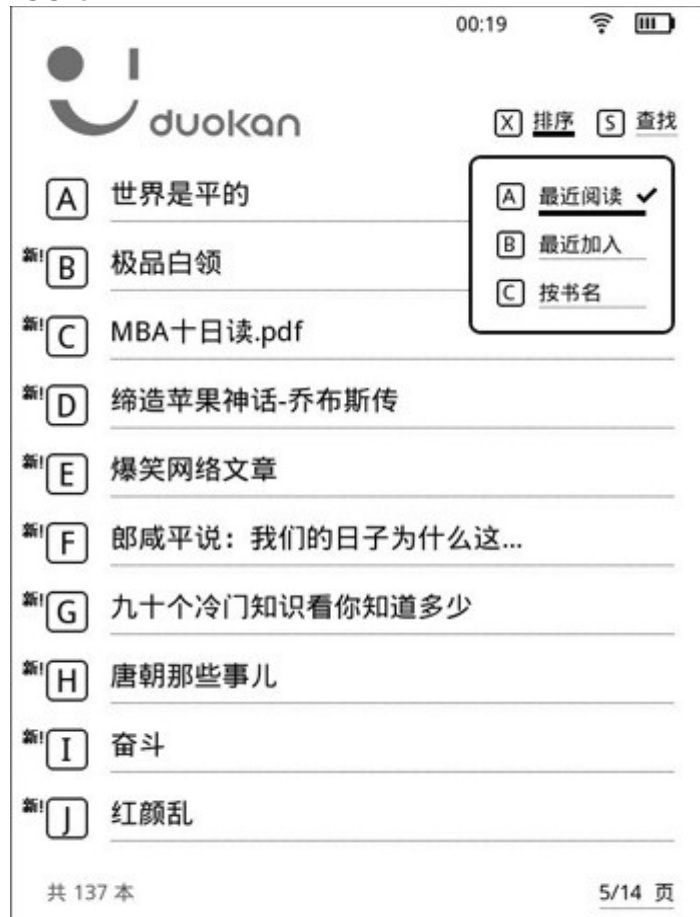 00:19
duokan
X 排序 S 查找
A 世界是平的
A 最近阅读
B 最近加入
C 按书名
新! B 极品白领
新! C MBA十日读.pdf
新! D 缔造苹果神话-乔布斯传
新! E 爆笑网络文章
新! F 郎咸平说：我们的日子为什么这...
新! G 九十个冷门知识看你知道多少
新! H 唐朝那些事儿
新! I 奋斗
新! J 红颜乱
共 137 本
5/14 页